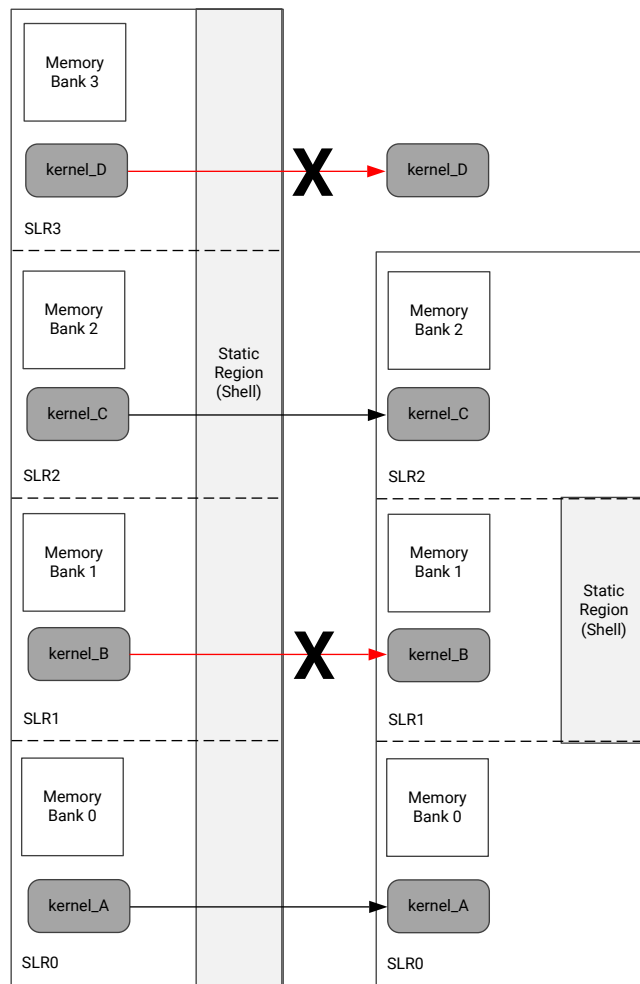 Memory
Bank 3
kernel_D
kernel_D
SLR3
Memory
Bank 2
Memory
Bank 2
Static
Region
(Shell)
kernel_C
kernel_C
SLR2
SLR2
Memory
Bank 1
Memory
Bank 1
Static
Region
(Shell)
kernel_B
kernel_B
SLR1
SLR1
Memory
Bank 0
Memory
Bank 0
kernel_A
kernel_A
SLR0
SLR0